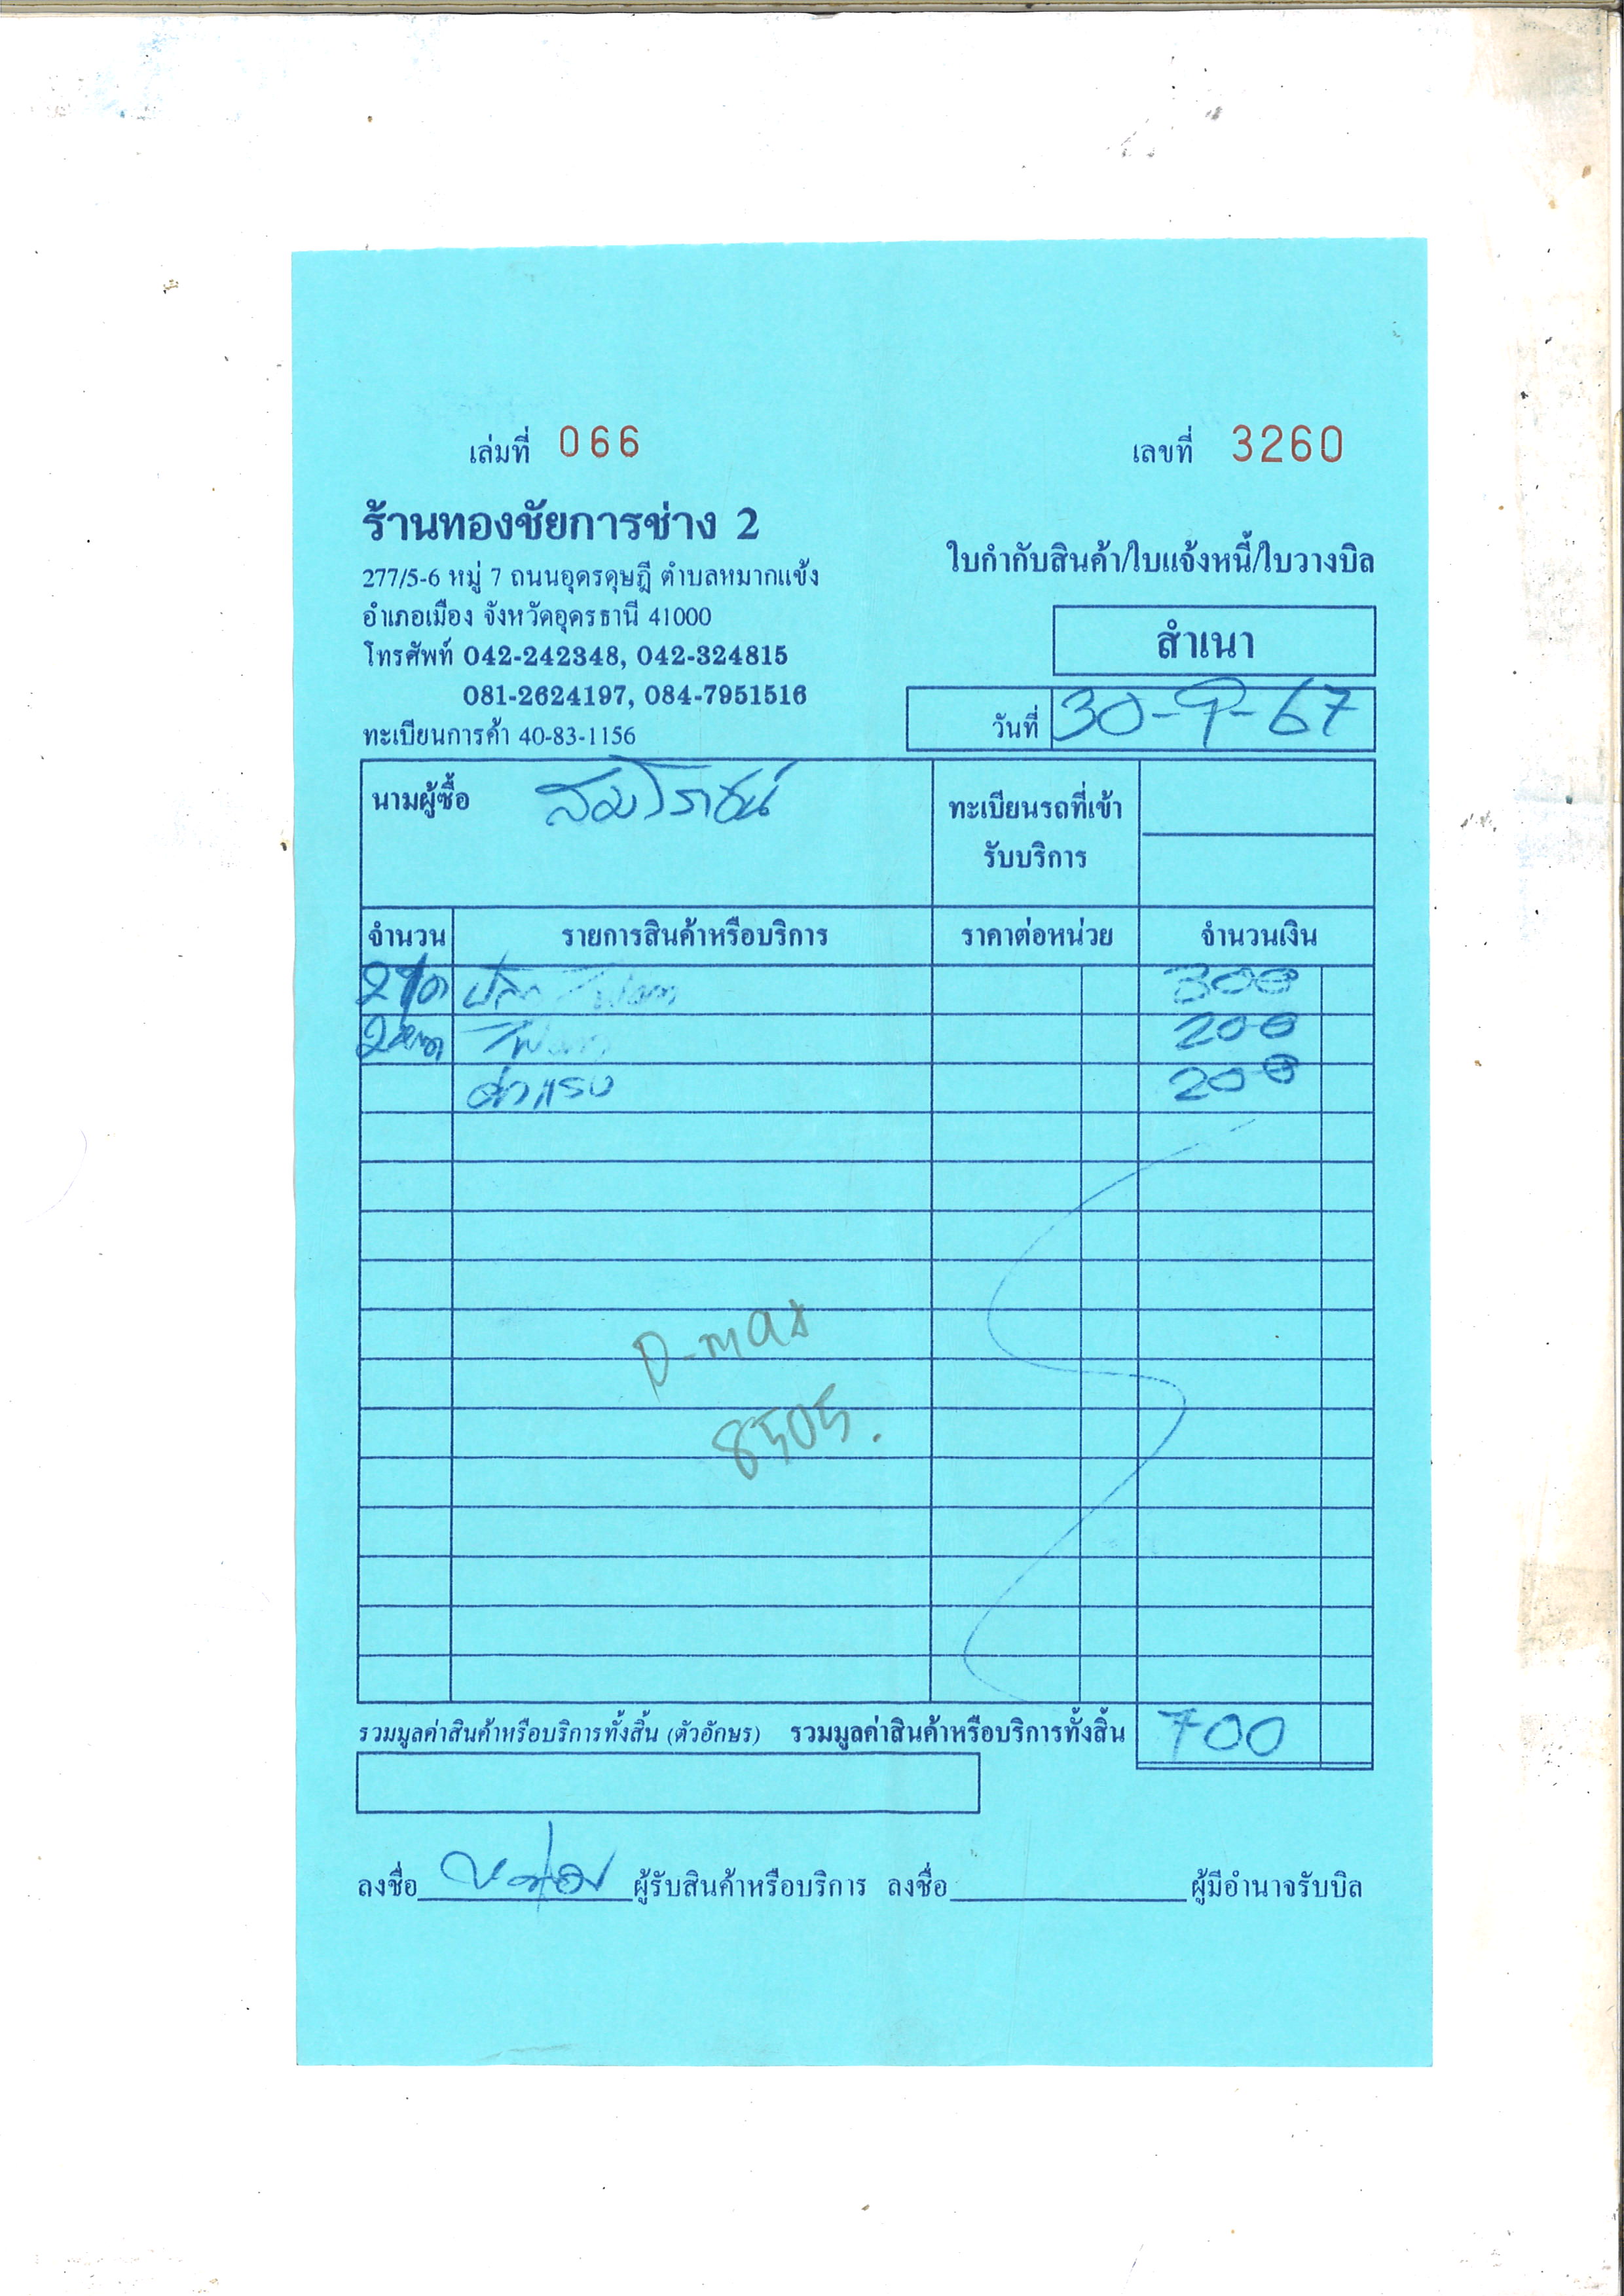 เล่มที่ 066 เลขที่ 3260
ร้านทองชัยการช่าง 2
277/5-6 หมู่ 7 ถนนอุดรดุษฎี ตำบลหมากแข้ง
อำเภอเมือง จังหวัดอุดรธานี 41000
โทรศัพท์ 042-242348, 042-324815
081-2624197, 084-7951516
ทะเบียนการค้า 40-83-1156
ใบกำกับสินค้า/ใบแจ้งหนี้/ใบวางบิล
สำเนา
วันที่ 30-9-67
นามผู้ซื้อ สมโรจน์ ทะเบียนรถที่เข้า
รับบริการ
จำนวน รายการสินค้าหรือบริการ ราคาต่อหน่วย จำนวนเงิน
300
200
ค่าแรง 200
D-max
8505.
รวมมูลค่าสินค้าหรือบริการทั้งสิ้น (ตัวอักษร) รวมมูลค่าสินค้าหรือบริการทั้งสิ้น 700
ลงชื่อ ผู้รับสินค้าหรือบริการ ลงชื่อ ผู้มีอำนาจรับบิล